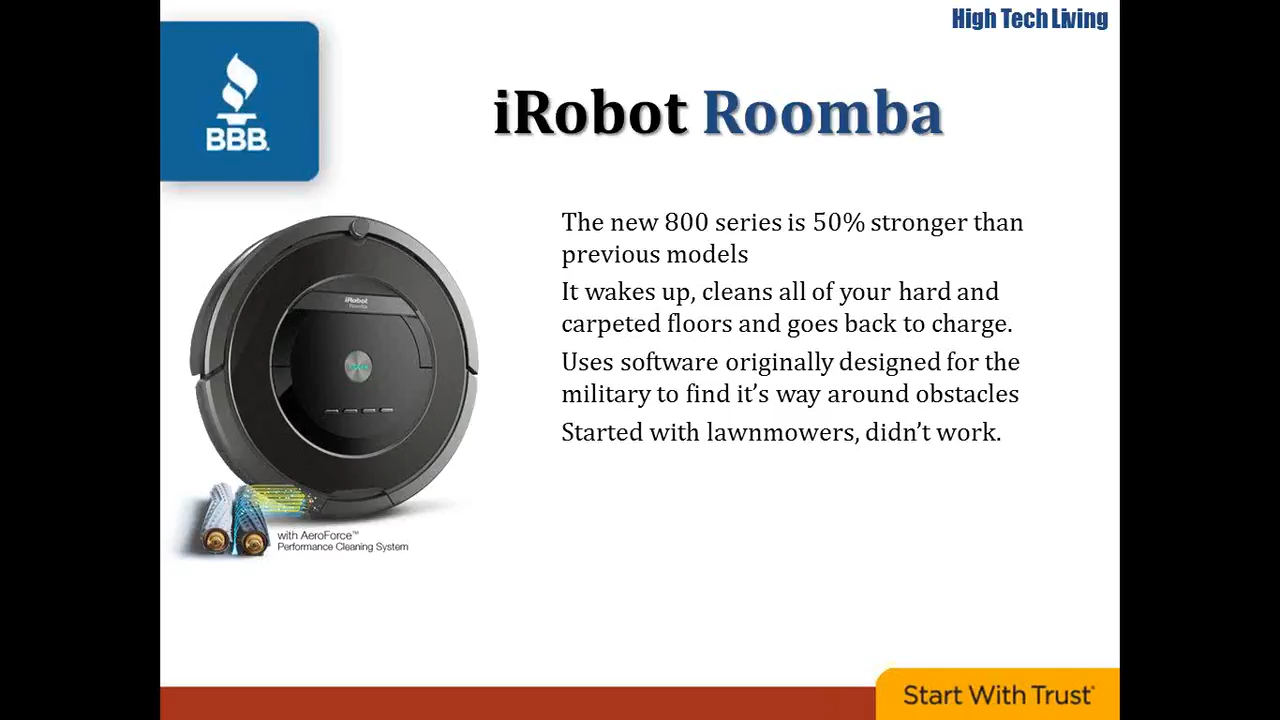 High Tech Living
BBB.
iRobot Roomba
The new 800 series is 50% stronger than
previous models
It wakes up, cleans all of your hard and
carpeted floors and goes back to charge.
Uses software originally designed for the
military to find it’s way around obstacles
Started with lawnmowers, didn’t work.
iRobot
Roomba
CLEAN
with AeroForce™
Performance Cleaning System
Start With Trust®